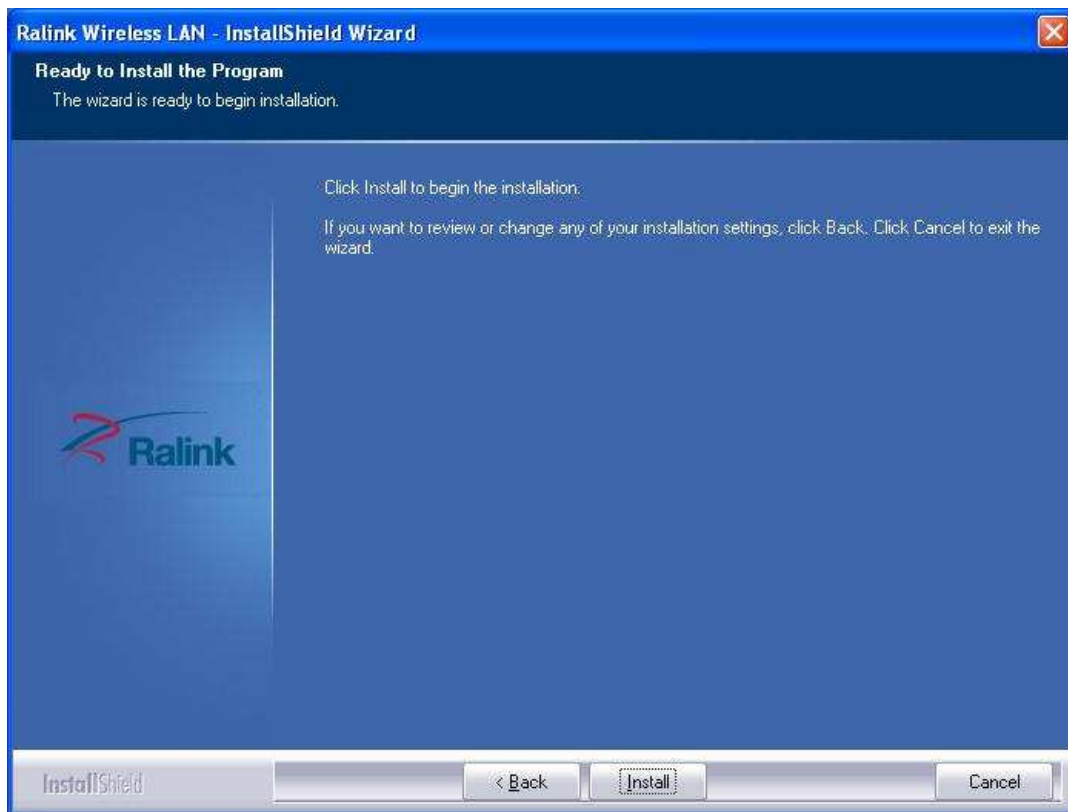 Ralink Wireless LAN - InstallShield Wizard
Ready to Install the Program
The wizard is ready to begin installation.
Click Install to begin the installation.
If you want to review or change any of your installation settings, click Back. Click Cancel to exit the
wizard.
Ralink
InstallShield
< Back
Install
Cancel